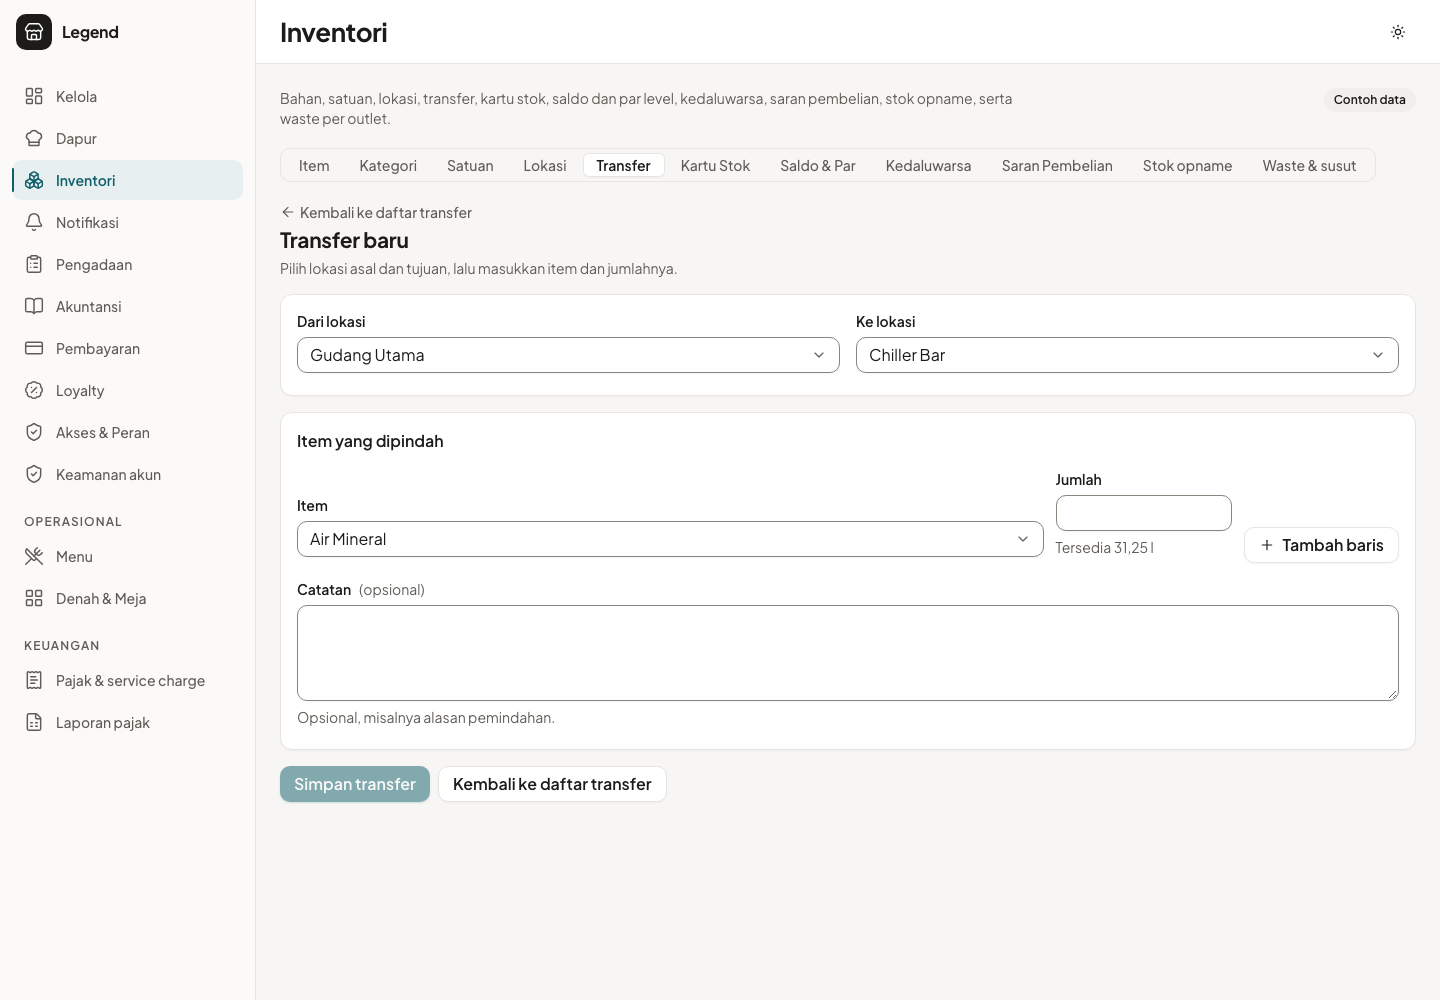 Legend
Kelola
Dapur
Inventori
Notifikasi
Pengadaan
Akuntansi
Pembayaran
Loyalty
Akses & Peran
Keamanan akun
OPERASIONAL
Menu
Denah & Meja
KEUANGAN
Pajak & service charge
Laporan pajak
Inventori
Bahan, satuan, lokasi, transfer, kartu stok, saldo dan par level, kedaluwarsa, saran pembelian, stok opname, serta
waste per outlet.
Contoh data
Item Kategori Satuan Lokasi Transfer Kartu Stok Saldo & Par Kedaluwarsa Saran Pembelian Stok opname Waste & susut
Kembali ke daftar transfer
Transfer baru
Pilih lokasi asal dan tujuan, lalu masukkan item dan jumlahnya.
Dari lokasi
Gudang Utama
Ke lokasi
Chiller Bar
Item yang dipindah
Item
Air Mineral
Jumlah
Tersedia 31,25 l
Tambah baris
Catatan (opsional)
Opsional, misalnya alasan pemindahan.
Simpan transfer
Kembali ke daftar transfer